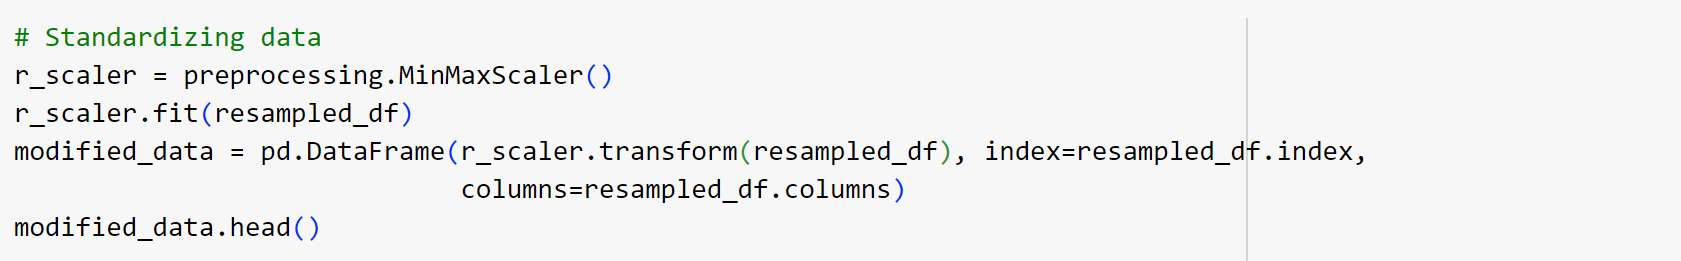 # Standardizing data
r_scaler = preprocessing.MinMaxScaler()
r_scaler.fit(resampled_df)
modified_data = pd.DataFrame(r_scaler.transform(resampled_df), index=resampled_df.index,
                             columns=resampled_df.columns)
modified_data.head()